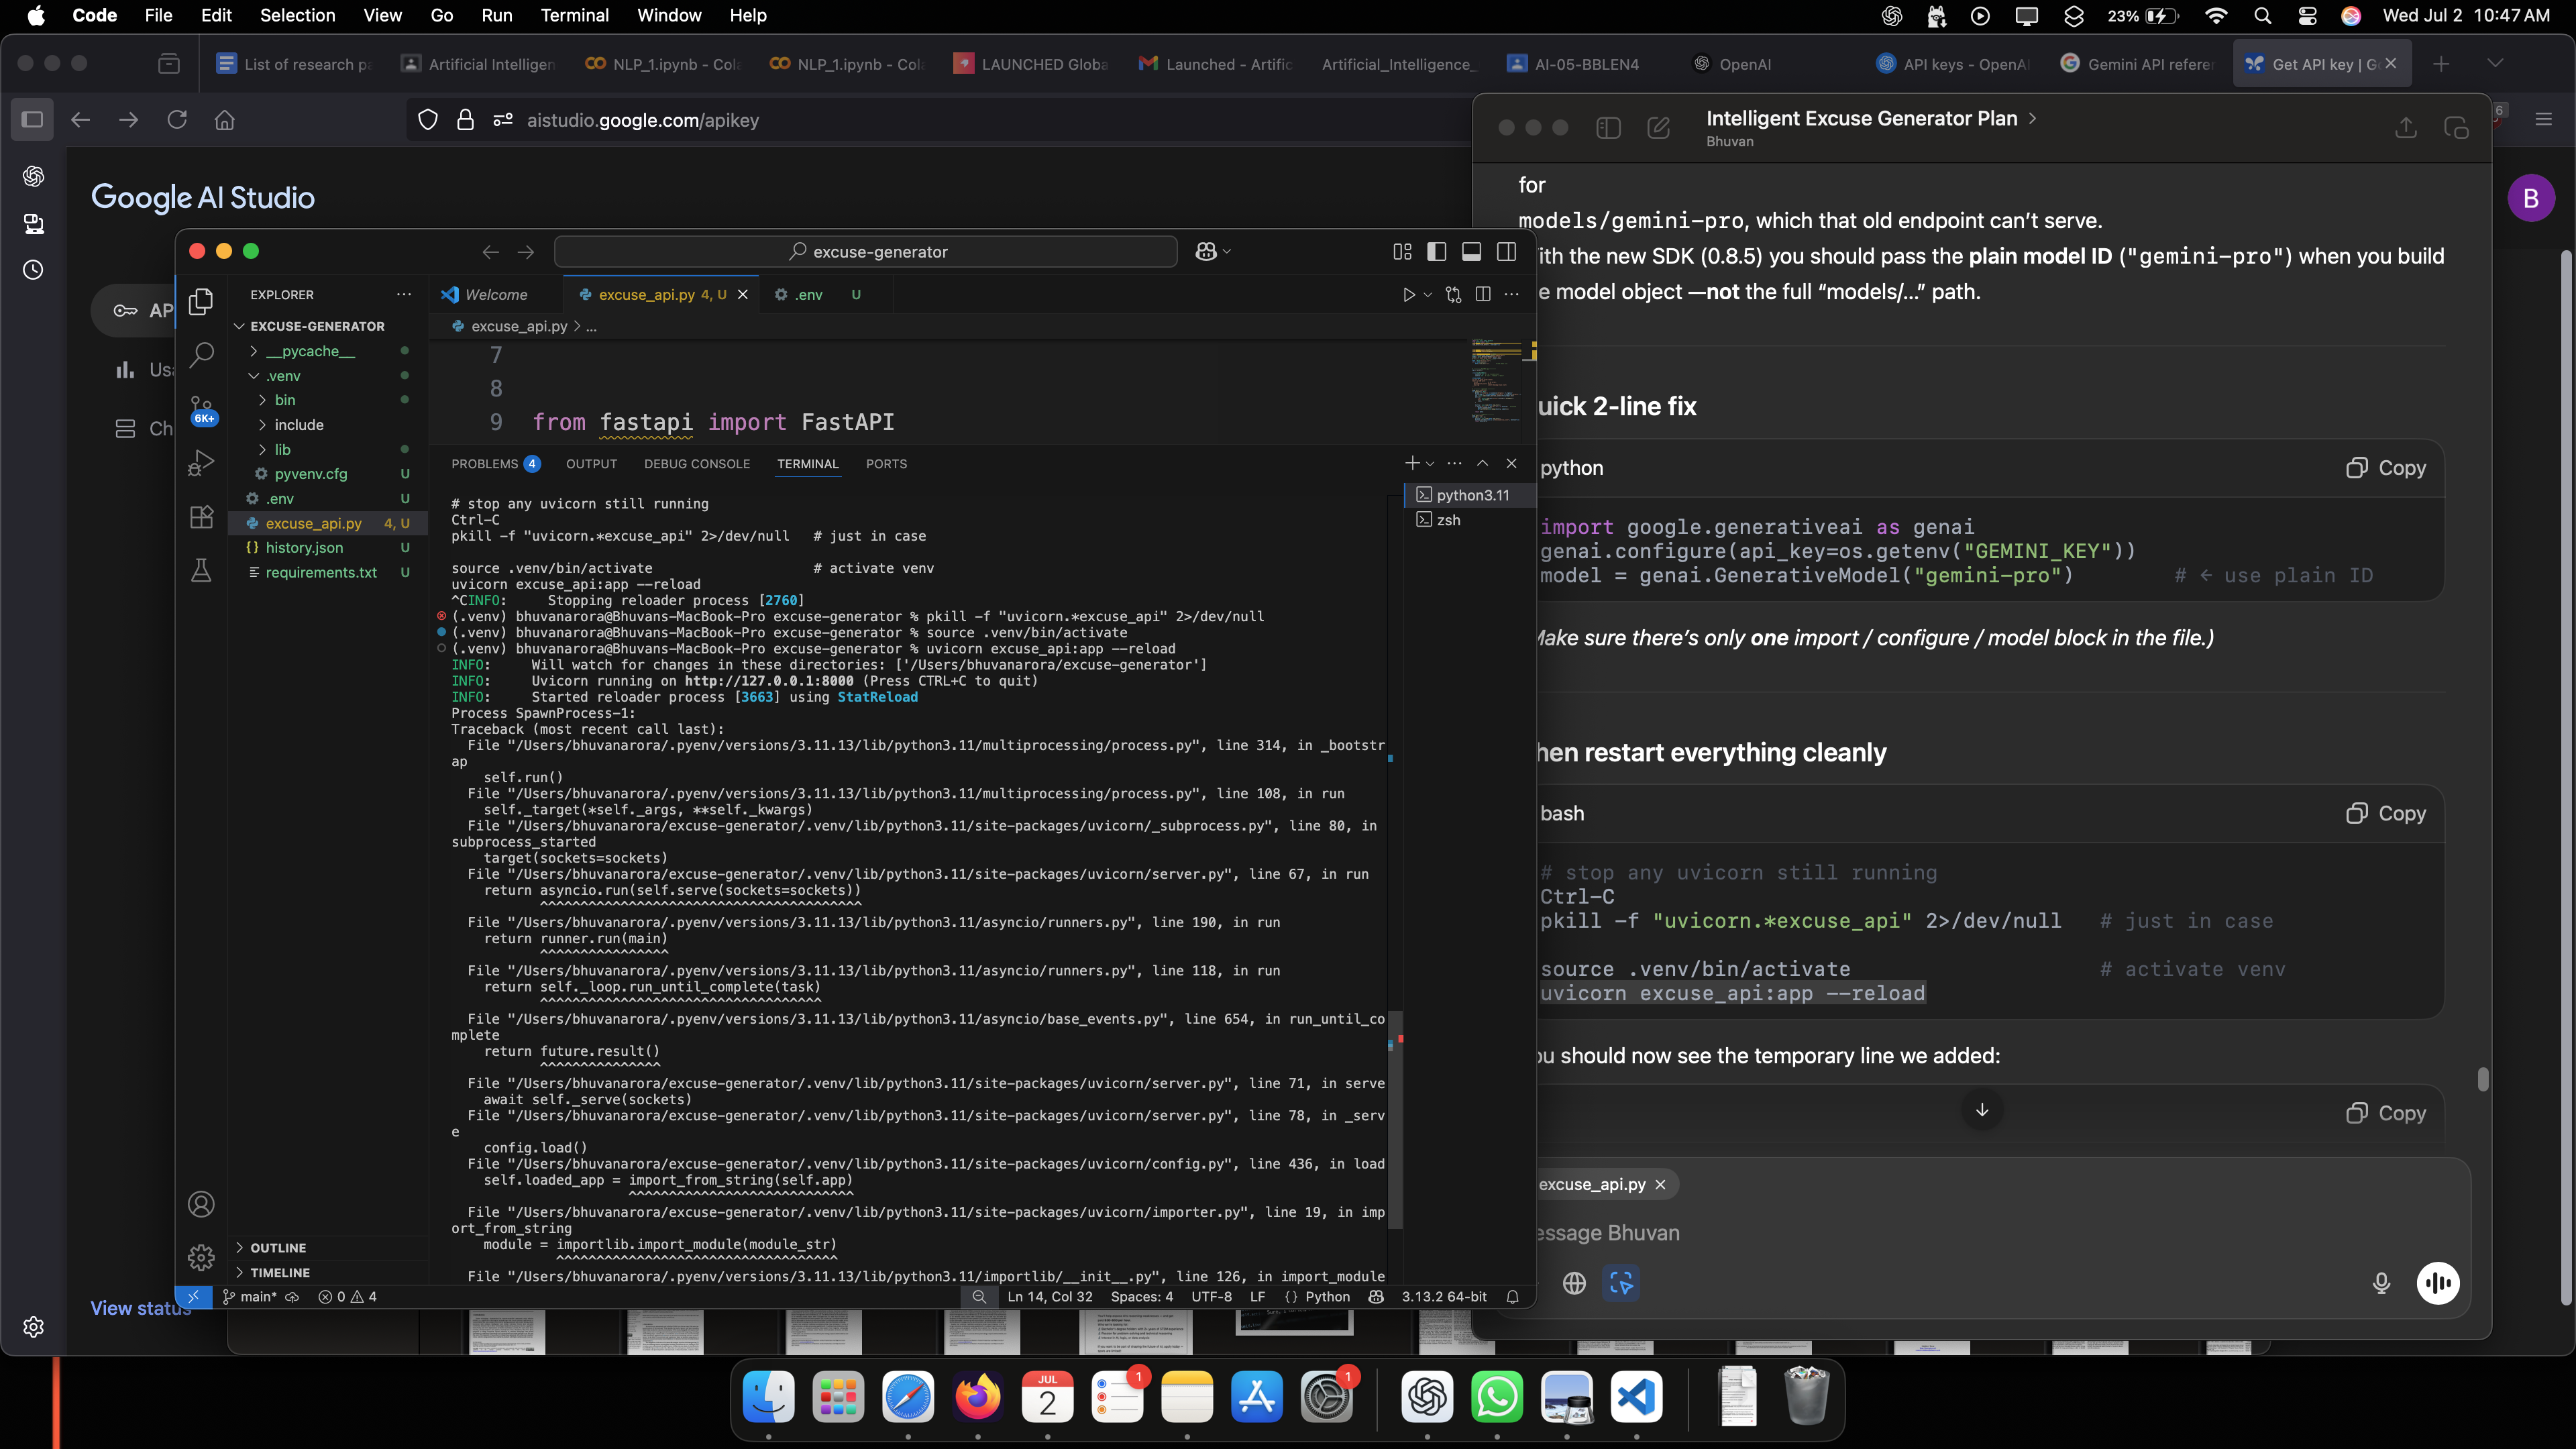 Code File Edit Selection View Go Run Terminal Window Help
23% Wed Jul 2 10:47 AM
List of research pa
Artificial Intelligen
NLP_1.ipynb - Cola
NLP_1.ipynb - Cola
LAUNCHED Globa
Launched - Artific
Artificial_Intelligence_
AI-05-BBLEN4
OpenAI
API keys - OpenAI
Gemini API referer
Get API key | G
aistudio.google.com/apikey
6
Google AI Studio
B
AP
Usa
Ch
View status
excuse-generator
EXPLORER
EXCUSE-GENERATOR
__pycache__
.venv
bin
include
lib
pyvenv.cfg U
.env U
excuse_api.py 4, U
history.json U
requirements.txt U
6K+
OUTLINE
TIMELINE
Welcome
excuse_api.py 4, U
.env U
excuse_api.py > ...
7
8
9 from fastapi import FastAPI
PROBLEMS 4 OUTPUT DEBUG CONSOLE TERMINAL PORTS
python3.11
zsh
# stop any uvicorn still running
Ctrl-C
pkill -f "uvicorn.*excuse_api" 2>/dev/null # just in case
source .venv/bin/activate # activate venv
uvicorn excuse_api:app --reload
^CINFO: Stopping reloader process [2760]
(.venv) bhuvanarora@Bhuvans-MacBook-Pro excuse-generator % pkill -f "uvicorn.*excuse_api" 2>/dev/null
(.venv) bhuvanarora@Bhuvans-MacBook-Pro excuse-generator % source .venv/bin/activate
(.venv) bhuvanarora@Bhuvans-MacBook-Pro excuse-generator % uvicorn excuse_api:app --reload
INFO: Will watch for changes in these directories: ['/Users/bhuvanarora/excuse-generator']
INFO: Uvicorn running on http://127.0.0.1:8000 (Press CTRL+C to quit)
INFO: Started reloader process [3663] using StatReload
Process SpawnProcess-1:
Traceback (most recent call last):
File "/Users/bhuvanarora/.pyenv/versions/3.11.13/lib/python3.11/multiprocessing/process.py", line 314, in _bootstr
ap
self.run()
File "/Users/bhuvanarora/.pyenv/versions/3.11.13/lib/python3.11/multiprocessing/process.py", line 108, in run
self._target(*self._args, **self._kwargs)
File "/Users/bhuvanarora/excuse-generator/.venv/lib/python3.11/site-packages/uvicorn/_subprocess.py", line 80, in
subprocess_started
target(sockets=sockets)
File "/Users/bhuvanarora/excuse-generator/.venv/lib/python3.11/site-packages/uvicorn/server.py", line 67, in run
return asyncio.run(self.serve(sockets=sockets))
^^^^^^^^^^^^^^^^^^^^^^^^^^^^^^^^^^^^^^^^
File "/Users/bhuvanarora/.pyenv/versions/3.11.13/lib/python3.11/asyncio/runners.py", line 190, in run
return runner.run(main)
^^^^^^^^^^^^^^^^
File "/Users/bhuvanarora/.pyenv/versions/3.11.13/lib/python3.11/asyncio/runners.py", line 118, in run
return self._loop.run_until_complete(task)
^^^^^^^^^^^^^^^^^^^^^^^^^^^^^^^^^^^
File "/Users/bhuvanarora/.pyenv/versions/3.11.13/lib/python3.11/asyncio/base_events.py", line 654, in run_until_co
mplete
return future.result()
^^^^^^^^^^^^^^^
File "/Users/bhuvanarora/excuse-generator/.venv/lib/python3.11/site-packages/uvicorn/server.py", line 71, in serve
await self._serve(sockets)
File "/Users/bhuvanarora/excuse-generator/.venv/lib/python3.11/site-packages/uvicorn/server.py", line 78, in _serv
e
config.load()
File "/Users/bhuvanarora/excuse-generator/.venv/lib/python3.11/site-packages/uvicorn/config.py", line 436, in load
self.loaded_app = import_from_string(self.app)
^^^^^^^^^^^^^^^^^^^^^^^^^^^^
File "/Users/bhuvanarora/excuse-generator/.venv/lib/python3.11/site-packages/uvicorn/importer.py", line 19, in imp
ort_from_string
module = importlib.import_module(module_str)
^^^^^^^^^^^^^^^^^^^^^^^^^^^^^^^^^^^
File "/Users/bhuvanarora/.pyenv/versions/3.11.13/lib/python3.11/importlib/__init__.py", line 126, in import_module
main* 0 4
Ln 14, Col 32 Spaces: 4 UTF-8 LF {} Python 3.13.2 64-bit
Intelligent Excuse Generator Plan >
Bhuvan
for
models/gemini-pro, which that old endpoint can’t serve.
ith the new SDK (0.8.5) you should pass the plain model ID ("gemini-pro") when you build
e model object —not the full “models/…” path.
uick 2-line fix
python Copy
import google.generativeai as genai
genai.configure(api_key=os.getenv("GEMINI_KEY"))
model = genai.GenerativeModel("gemini-pro") # ← use plain ID
Make sure there’s only one import / configure / model block in the file.)
hen restart everything cleanly
bash Copy
# stop any uvicorn still running
Ctrl-C
pkill -f "uvicorn.*excuse_api" 2>/dev/null # just in case
source .venv/bin/activate # activate venv
uvicorn excuse_api:app --reload
ou should now see the temporary line we added:
Copy
excuse_api.py
essage Bhuvan
JUL
2
1
1